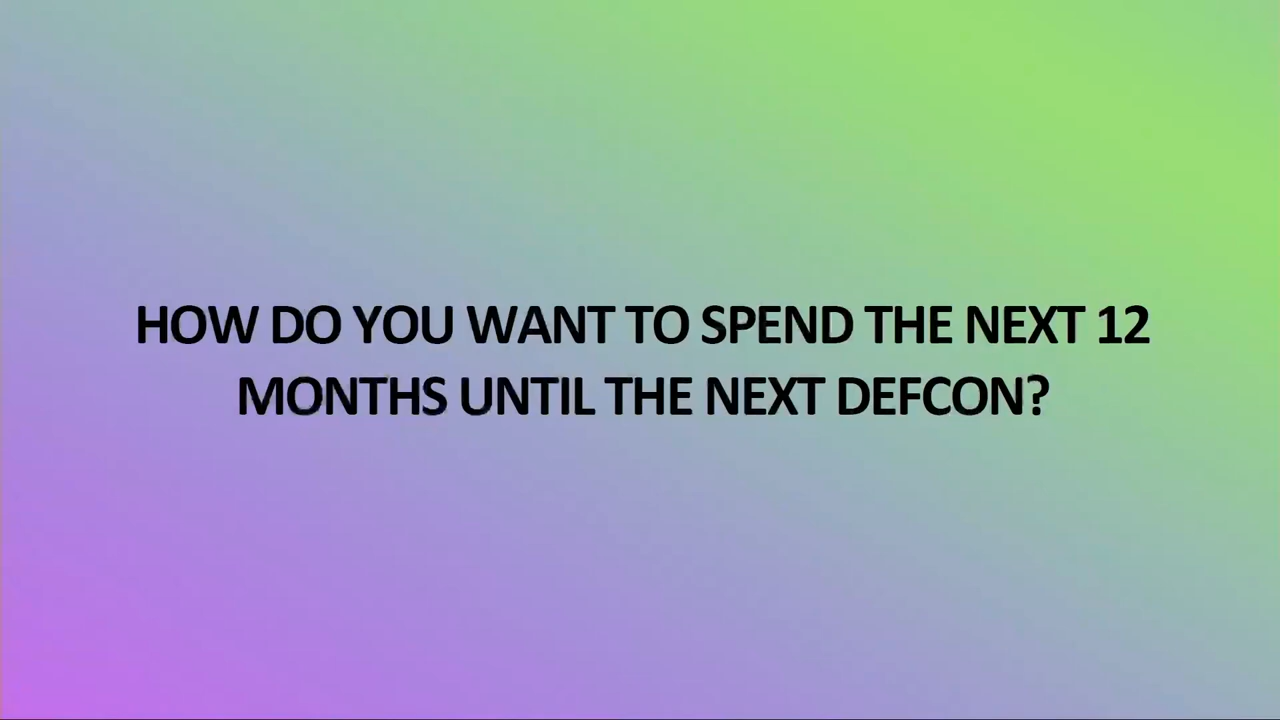 HOW DO YOU WANT TO SPEND THE NEXT 12
MONTHS UNTIL THE NEXT DEFCON?